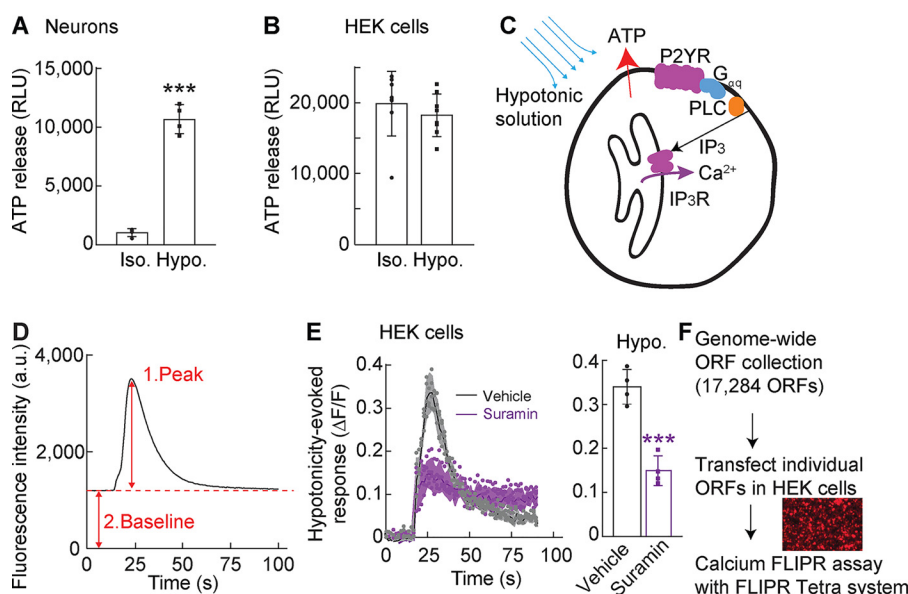 A Neurons
ATP release (RLU)
15,000
10,000
5,000
0
***
Iso. Hypo.
B HEK cells
ATP release (RLU)
20,000
10,000
0
Iso. Hypo.
C
ATP
P2YR
Gαq
PLC
Hypotonic
solution
IP3
Ca2+
IP3R
D
Fluorescence intensity (a.u.)
4,000
2,000
0
1.Peak
2.Baseline
0 25 50 75 100
Time (s)
E HEK cells
Hypotonicity-evoked
response (ΔF/F)
0.4
0.3
0.2
0.1
0
Vehicle
Suramin
0 25 50 75 100
Time (s)
Hypo.
0.4
0.3
0.2
0.1
0
***
Vehicle
Suramin
F Genome-wide
ORF collection
(17,284 ORFs)
Transfect individual
ORFs in HEK cells
Calcium FLIPR assay
with FLIPR Tetra system